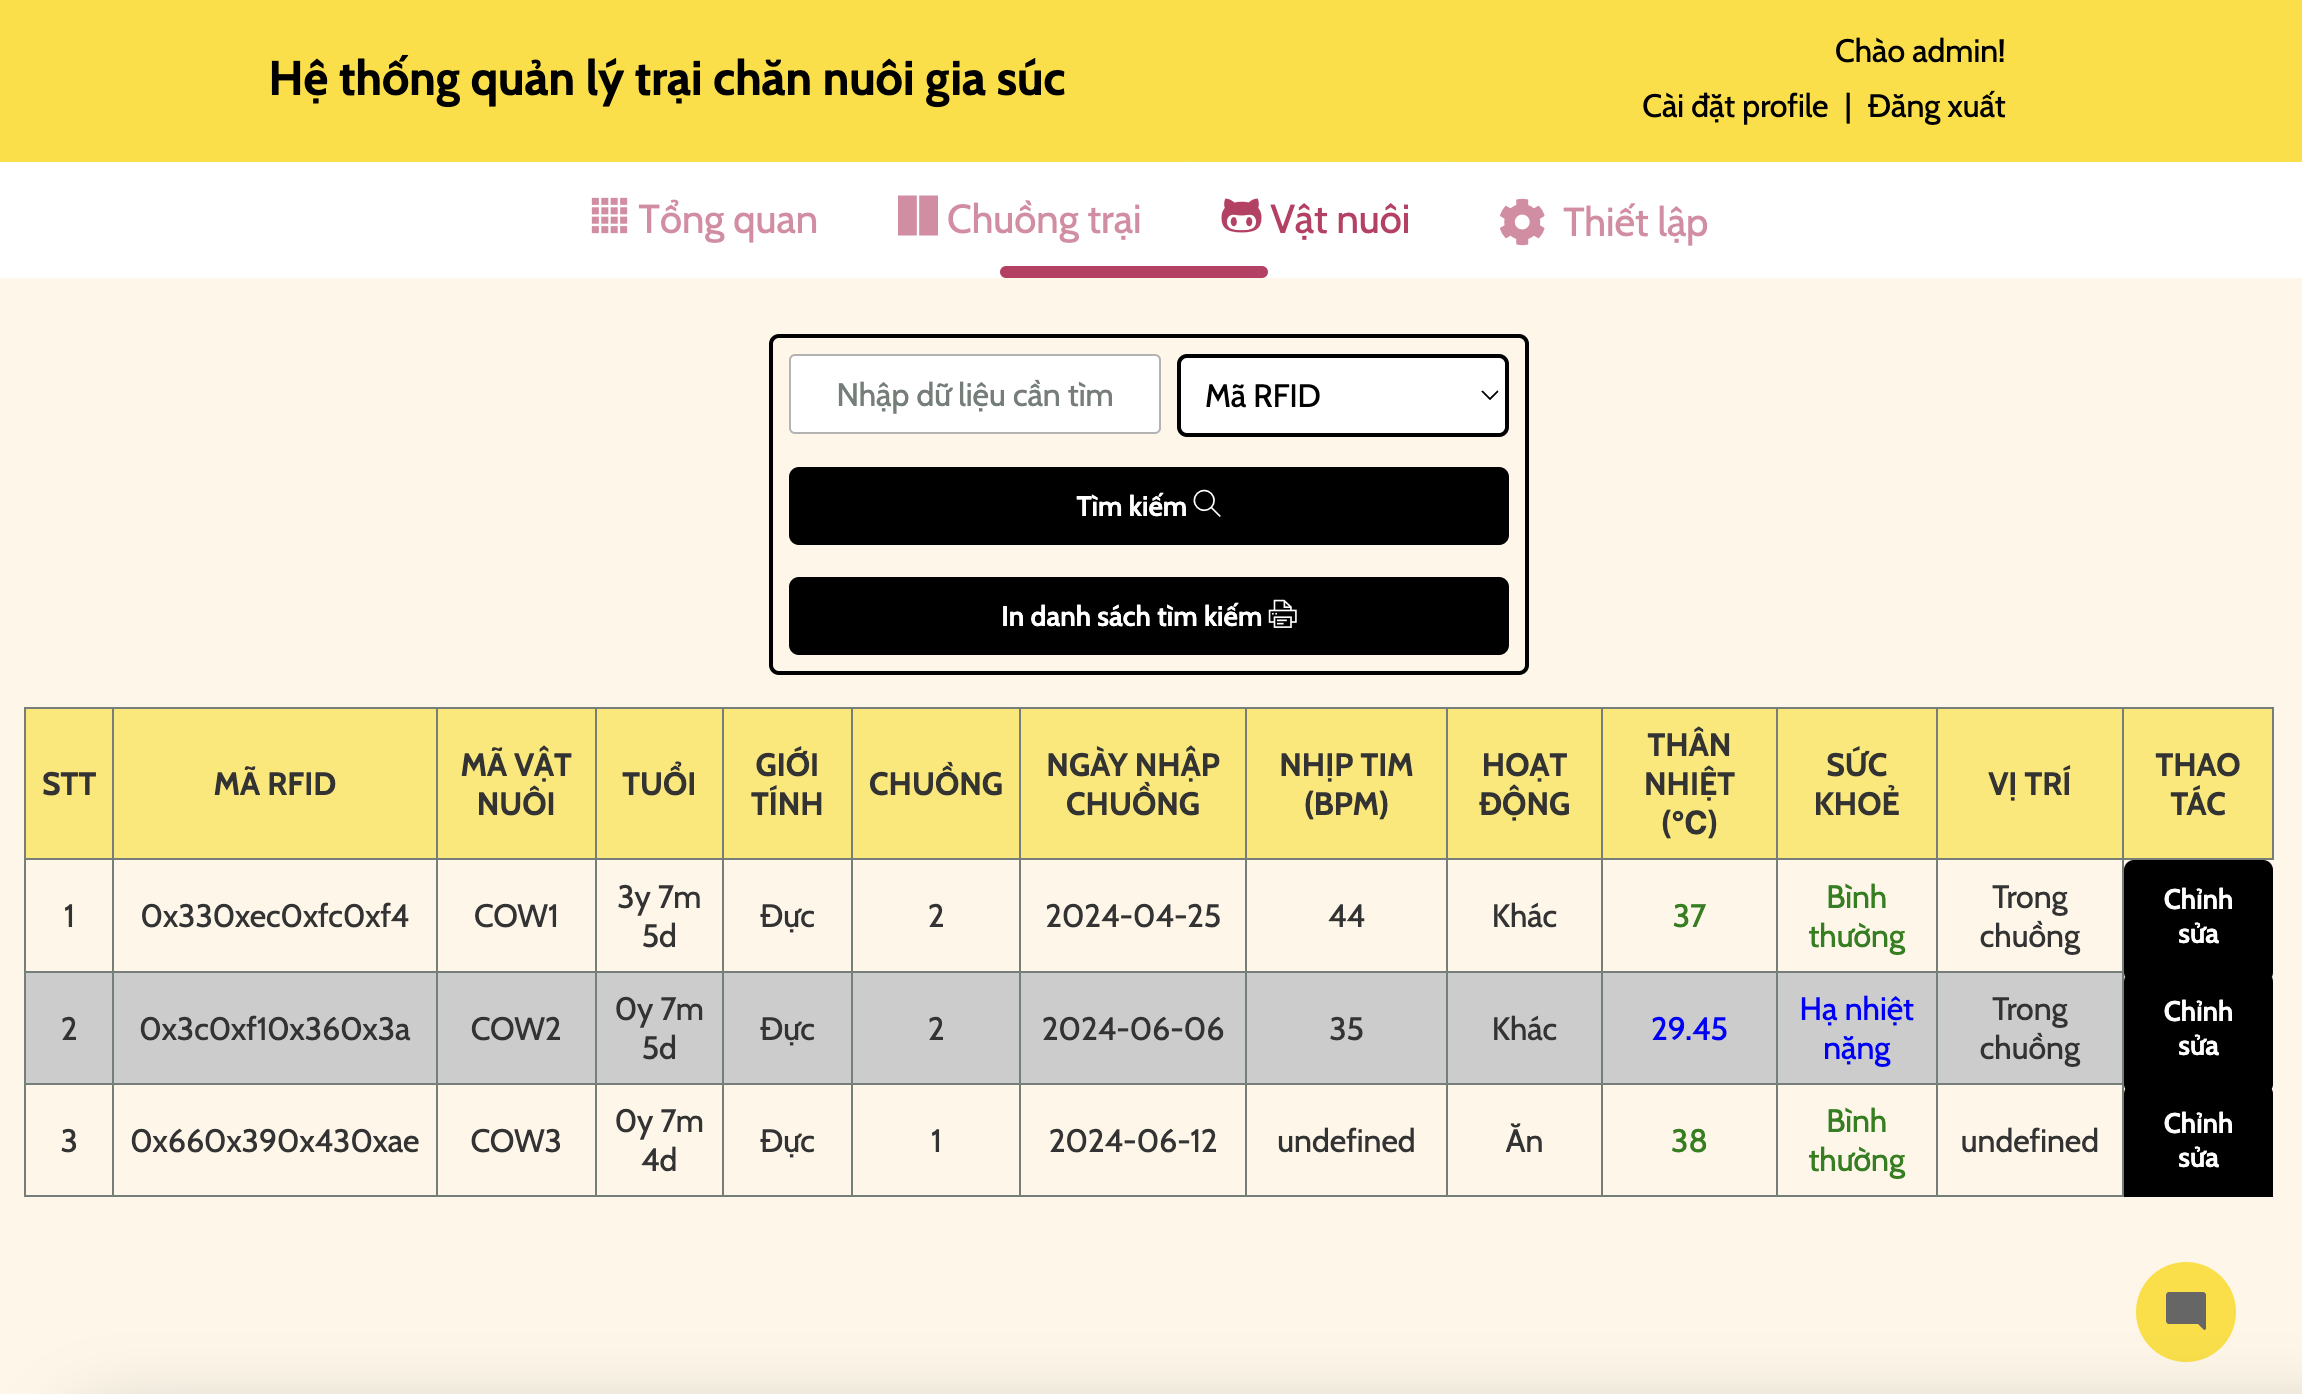 Hệ thống quản lý trại chăn nuôi gia súc
Chào admin!
Cài đặt profile | Đăng xuất
Tổng quan
Chuồng trại
Vật nuôi
Thiết lập
Nhập dữ liệu cần tìm
Mã RFID
Tìm kiếm
In danh sách tìm kiếm
STT MÃ RFID MÃ VẬT NUÔI TUỔI GIỚI TÍNH CHUỒNG NGÀY NHẬP CHUỒNG NHỊP TIM (BPM) HOẠT ĐỘNG THÂN NHIỆT (°C) SỨC KHOẺ VỊ TRÍ THAO TÁC
1 0x330xec0xfc0xf4 COW1 3y 7m 5d Đực 2 2024-04-25 44 Khác 37 Bình thường Trong chuồng Chỉnh sửa
2 0x3c0xf10x360x3a COW2 0y 7m 5d Đực 2 2024-06-06 35 Khác 29.45 Hạ nhiệt nặng Trong chuồng Chỉnh sửa
3 0x660x390x430xae COW3 0y 7m 4d Đực 1 2024-06-12 undefined Ăn 38 Bình thường undefined Chỉnh sửa